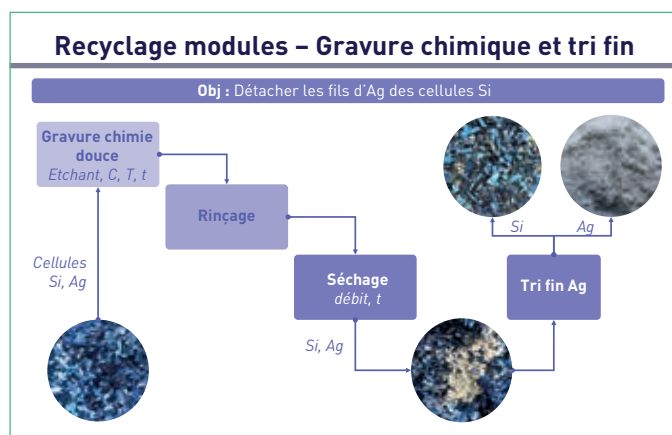 Recyclage modules – Gravure chimique et tri fin
Obj : Détacher les fils d’Ag des cellules Si
Gravure chimie
douce
Etchant, C, T, t
Rinçage
Cellules
Si, Ag
Séchage
débit, t
Si, Ag
Tri fin Ag
Si
Ag